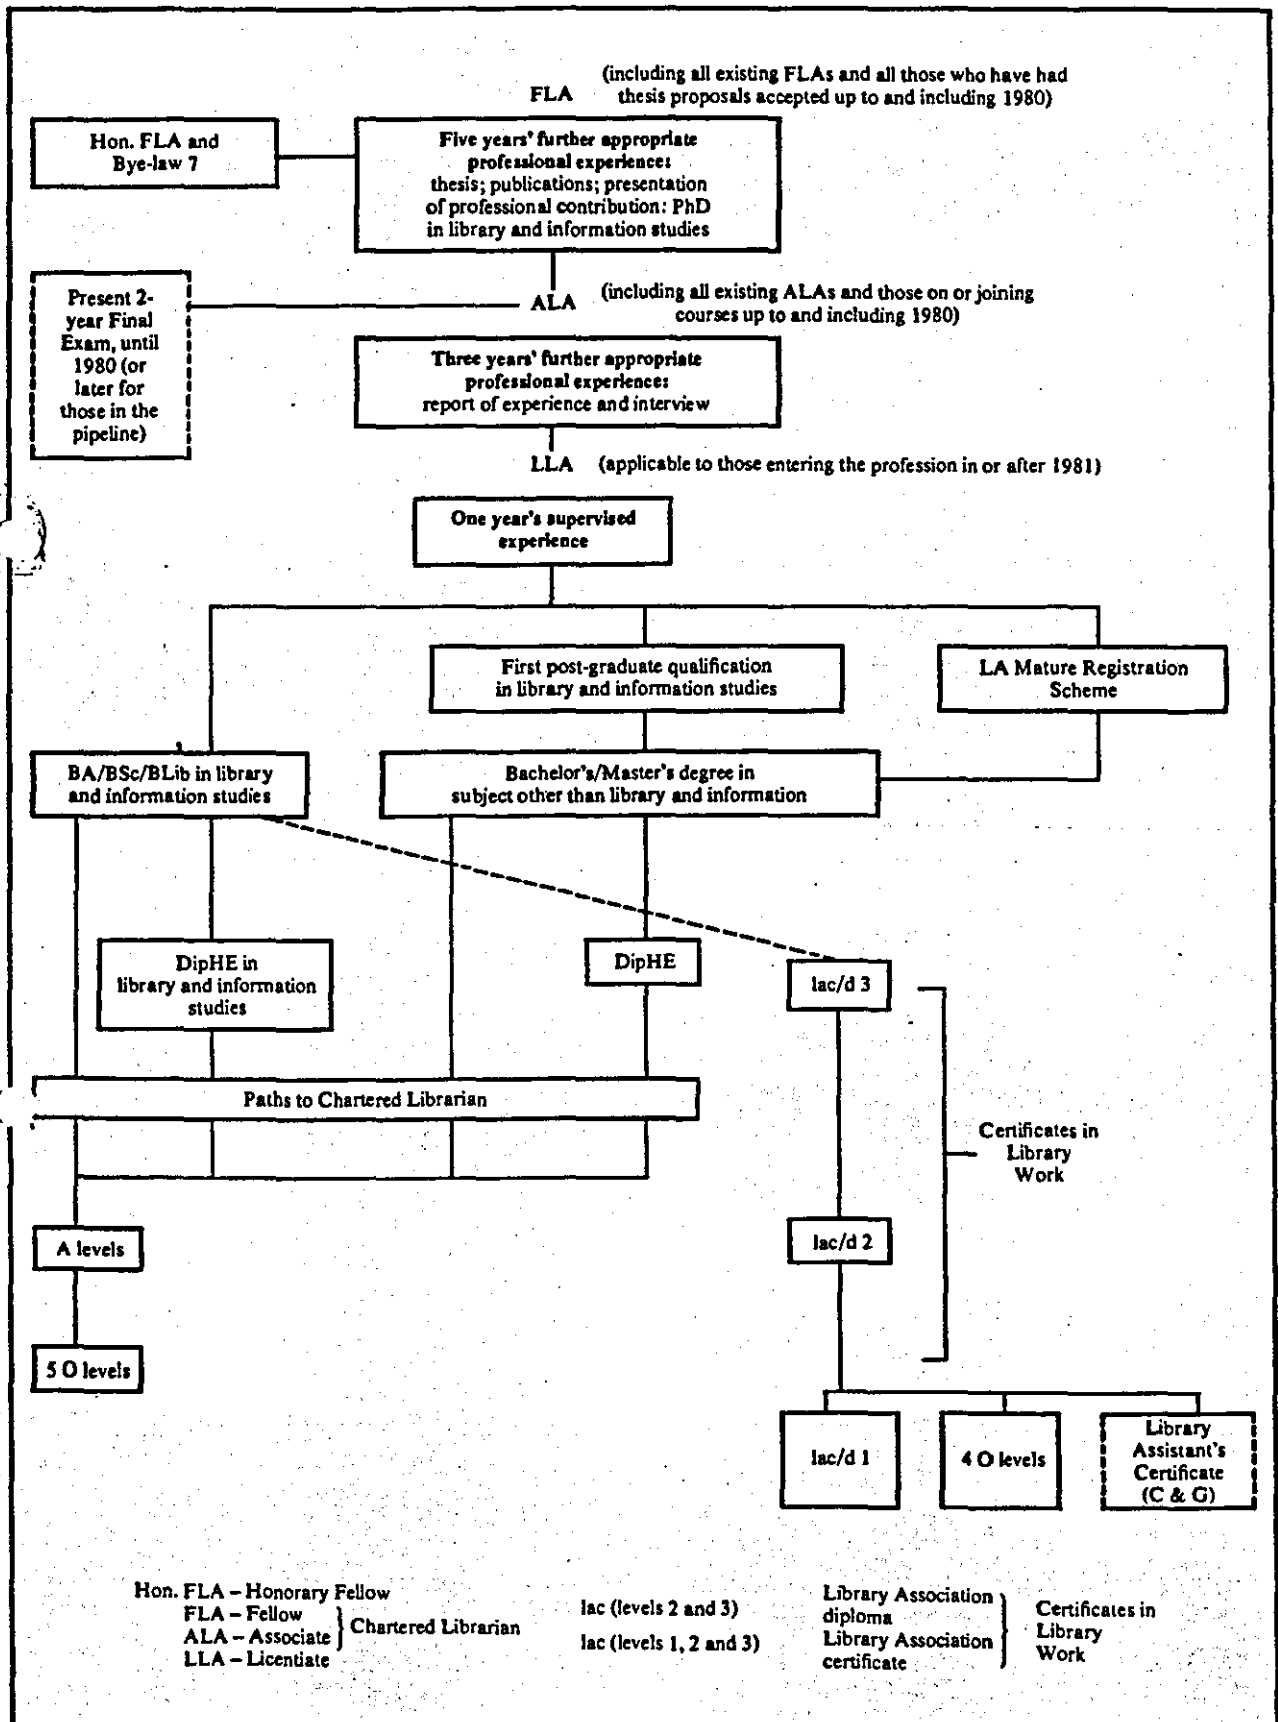 FLA (including all existing FLAs and all those who have had
thesis proposals accepted up to and including 1980)
Hon. FLA and
Bye-law 7
Five years' further appropriate
professional experience:
thesis; publications; presentation
of professional contribution: PhD
in library and information studies
Present 2-
year Final
Exam, until
1980 (or
later for
those in the
pipeline)
ALA (including all existing ALAs and those on or joining
courses up to and including 1980)
Three years' further appropriate
professional experience:
report of experience and interview
LLA (applicable to those entering the profession in or after 1981)
One year's supervised
experience
First post-graduate qualification
in library and information studies
LA Mature Registration
Scheme
BA/BSc/BLib in library
and information studies
Bachelor's/Master's degree in
subject other than library and information
DipHE in
library and information
studies
DipHE
lac/d 3
Paths to Chartered Librarian
Certificates in
Library
Work
A levels
lac/d 2
5 O levels
lac/d 1
4 O levels
Library
Assistant's
Certificate
(C & G)
Hon. FLA – Honorary Fellow
FLA – Fellow
ALA – Associate
LLA – Licentiate
Chartered Librarian
lac (levels 2 and 3)
lac (levels 1, 2 and 3)
Library Association
diploma
Library Association
certificate
Certificates in
Library
Work